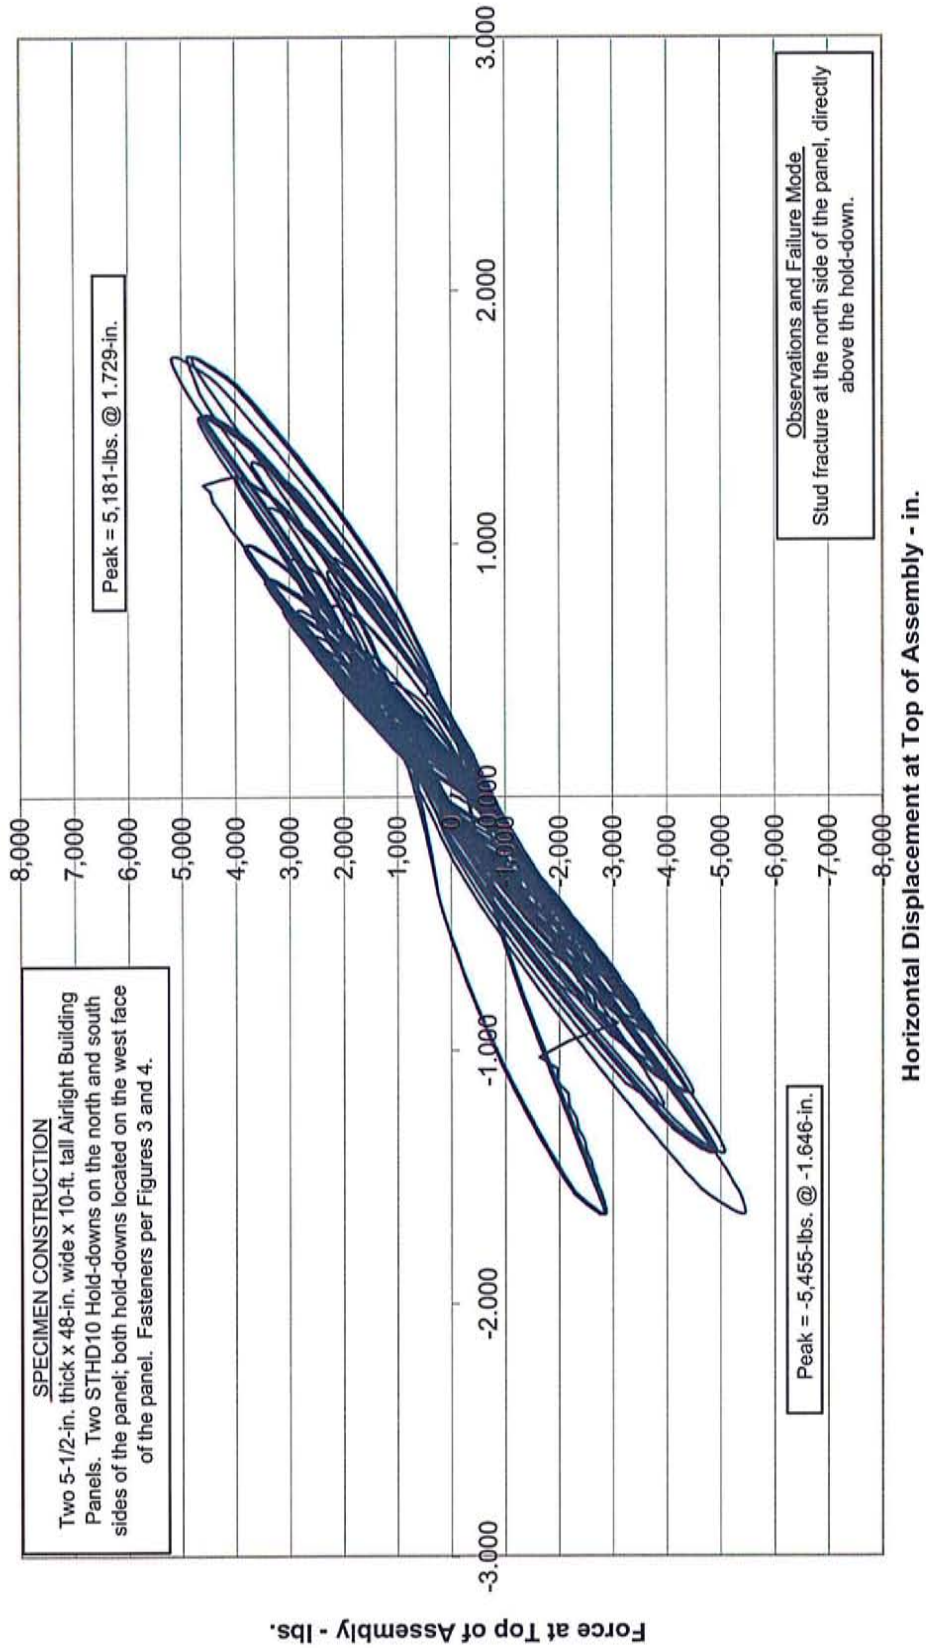 SPECIMEN CONSTRUCTION
Two 5-1/2-in. thick x 48-in. wide x 10-ft. tall Airlight Building
Panels. Two STHD10 Hold-downs on the north and south
sides of the panel; both hold-downs located on the west face
of the panel. Fasteners per Figures 3 and 4.
Peak = 5,181-lbs. @ 1.729-in.
8,000
7,000
6,000
5,000
4,000
3,000
2,000
1,000
0
-1,000
-2,000
-3,000
-4,000
-5,000
-6,000
-7,000
-8,000
-3.000
-2.000
-1.000
0.000
1.000
2.000
3.000
Peak = -5,455-lbs. @ -1.646-in.
Observations and Failure Mode
Stud fracture at the north side of the panel, directly
above the hold-down.
Force at Top of Assembly - lbs.
Horizontal Displacement at Top of Assembly - in.